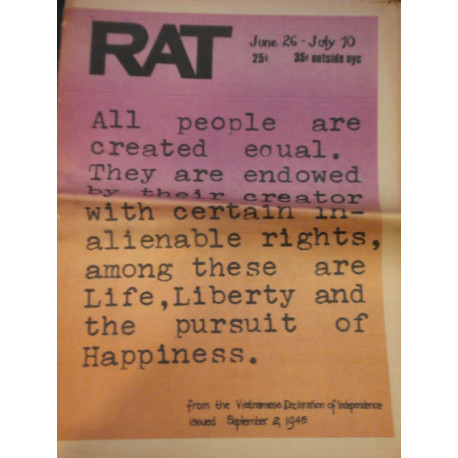 RAT
June 26 - July 10
25¢ 35¢ outside nyc
All people are
created equal.
They are endowed
by their creator
with certain in-
alienable rights,
among these are
Life, Liberty and
the pursuit of
Happiness.
from the Vietnamese Declaration of Independence
issued September 2, 1945